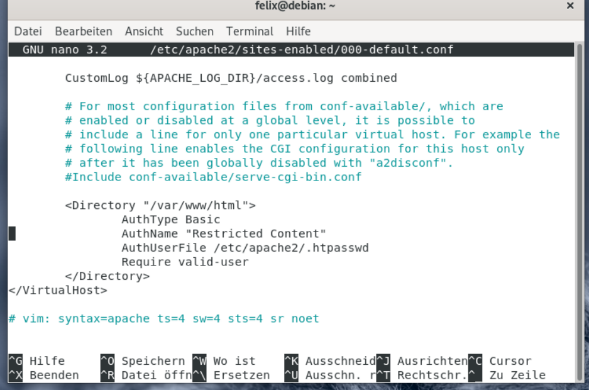 felix@debian: ~ ×
Datei Bearbeiten Ansicht Suchen Terminal Hilfe
GNU nano 3.2 /etc/apache2/sites-enabled/000-default.conf
CustomLog ${APACHE_LOG_DIR}/access.log combined
# For most configuration files from conf-available/, which are
# enabled or disabled at a global level, it is possible to
# include a line for only one particular virtual host. For example the
# following line enables the CGI configuration for this host only
# after it has been globally disabled with "a2disconf".
#Include conf-available/serve-cgi-bin.conf
<Directory "/var/www/html">
AuthType Basic
AuthName "Restricted Content"
AuthUserFile /etc/apache2/.htpasswd
Require valid-user
</Directory>
</VirtualHost>
# vim: syntax=apache ts=4 sw=4 sts=4 sr noet
^G Hilfe ^O Speichern ^W Wo ist ^K Ausschneid ^J Ausrichten ^C Cursor
^X Beenden ^R Datei öffn ^\ Ersetzen ^U Ausschn. r ^T Rechtschr. ^_ Zu Zeile